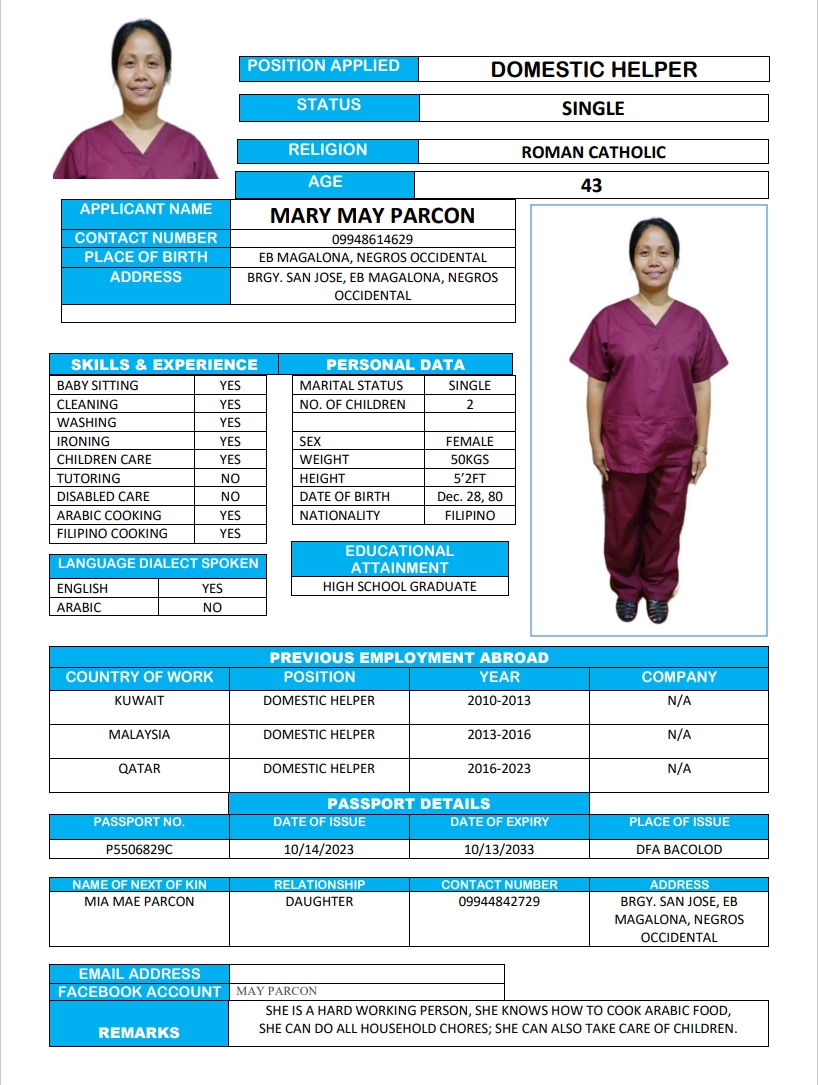 POSITION APPLIED DOMESTIC HELPER
STATUS SINGLE
RELIGION ROMAN CATHOLIC
AGE 43
APPLICANT NAME MARY MAY PARCON
CONTACT NUMBER 09948614629
PLACE OF BIRTH EB MAGALONA, NEGROS OCCIDENTAL
ADDRESS BRGY. SAN JOSE, EB MAGALONA, NEGROS
OCCIDENTAL
SKILLS & EXPERIENCE
BABY SITTING YES
CLEANING YES
WASHING YES
IRONING YES
CHILDREN CARE YES
TUTORING NO
DISABLED CARE NO
ARABIC COOKING YES
FILIPINO COOKING YES
LANGUAGE DIALECT SPOKEN
ENGLISH YES
ARABIC NO
PERSONAL DATA
MARITAL STATUS SINGLE
NO. OF CHILDREN 2
SEX FEMALE
WEIGHT 50KGS
HEIGHT 5’2FT
DATE OF BIRTH Dec. 28, 80
NATIONALITY FILIPINO
EDUCATIONAL
ATTAINMENT
HIGH SCHOOL GRADUATE
PREVIOUS EMPLOYMENT ABROAD
COUNTRY OF WORK POSITION YEAR COMPANY
KUWAIT DOMESTIC HELPER 2010-2013 N/A
MALAYSIA DOMESTIC HELPER 2013-2016 N/A
QATAR DOMESTIC HELPER 2016-2023 N/A
PASSPORT DETAILS
PASSPORT NO. DATE OF ISSUE DATE OF EXPIRY PLACE OF ISSUE
P5506829C 10/14/2023 10/13/2033 DFA BACOLOD
NAME OF NEXT OF KIN RELATIONSHIP CONTACT NUMBER ADDRESS
MIA MAE PARCON DAUGHTER 09944842729 BRGY. SAN JOSE, EB
MAGALONA, NEGROS
OCCIDENTAL
EMAIL ADDRESS
FACEBOOK ACCOUNT MAY PARCON
REMARKS SHE IS A HARD WORKING PERSON, SHE KNOWS HOW TO COOK ARABIC FOOD,
SHE CAN DO ALL HOUSEHOLD CHORES; SHE CAN ALSO TAKE CARE OF CHILDREN.